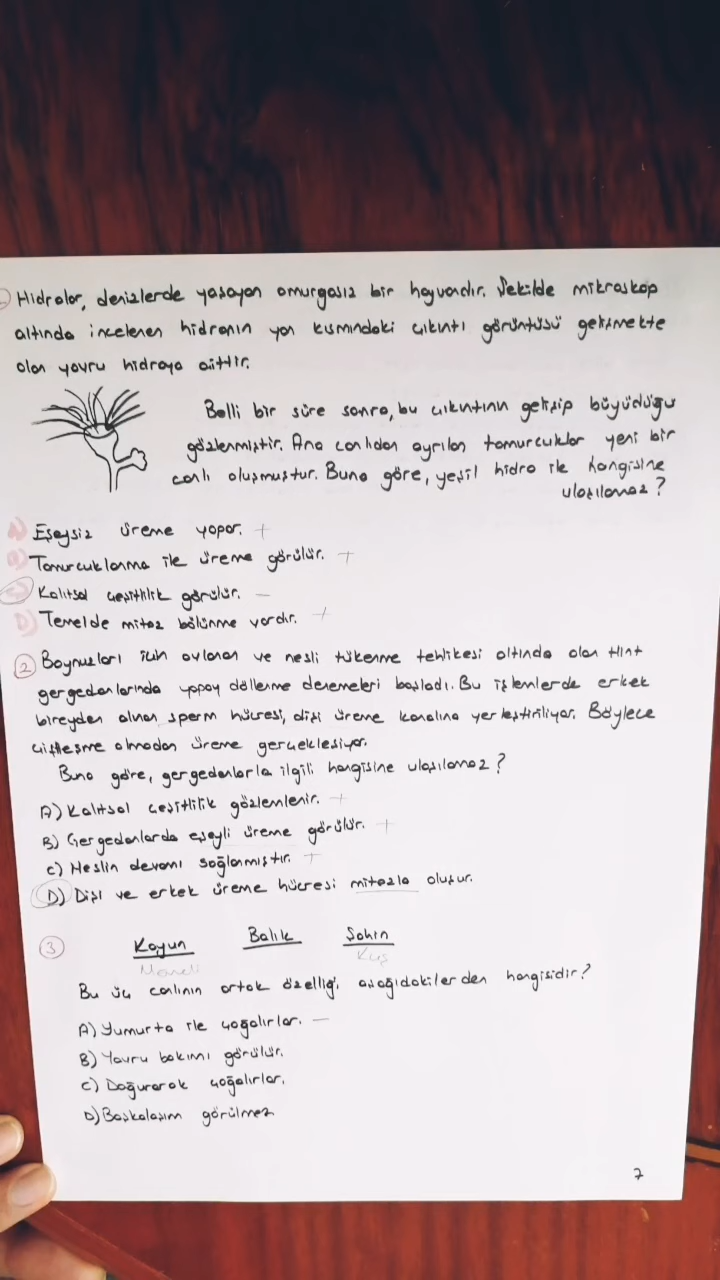 Hidralar, denizlerde yaşayan omurgasız bir hayvandır. Şekilde mikroskop
altında incelenen hidranın yan kısmındaki çıkıntı görüntüsü gelişmekte
olan yavru hidraya aittir.
Belli bir süre sonra, bu çıkıntının gelişip büyüdüğü
gözlenmiştir. Ana canlıdan ayrılan tomurcuklar yeni bir
canlı oluşmuştur. Buna göre, yeşil hidra ile hangisine
ulaşılamaz?
A) Eşeysiz üreme yapar. +
B) Tomurcuklanma ile üreme görülür. +
C) Kalıtsal çeşitlilik görülür. -
D) Temelde mitoz bölünme vardır. +
2 Boynuzları için avlanan ve nesli tükenme tehlikesi altında olan Hint
gergedanlarında yapay döllenme denemeleri başladı. Bu işlemlerde erkek
bireyden alınan sperm hücresi, dişi üreme kanalına yerleştiriliyor. Böylece
çiftleşme olmadan üreme gerçekleşiyor.
Buna göre, gergedanlarla ilgili hangisine ulaşılamaz?
A) Kalıtsal çeşitlilik gözlemlenir. +
B) Gergedanlarda eşeyli üreme görülür. +
C) Neslin devamı sağlanmıştır. +
D) Dişi ve erkek üreme hücresi mitozla oluşur.
3 Koyun Balık Şahin
Memeli Kuş
Bu üç canlının ortak özelliği aşağıdakilerden hangisidir?
A) Yumurta ile çoğalırlar. -
B) Yavru bakımı görülür.
C) Doğurarak çoğalırlar.
D) Başkalaşım görülmez
7